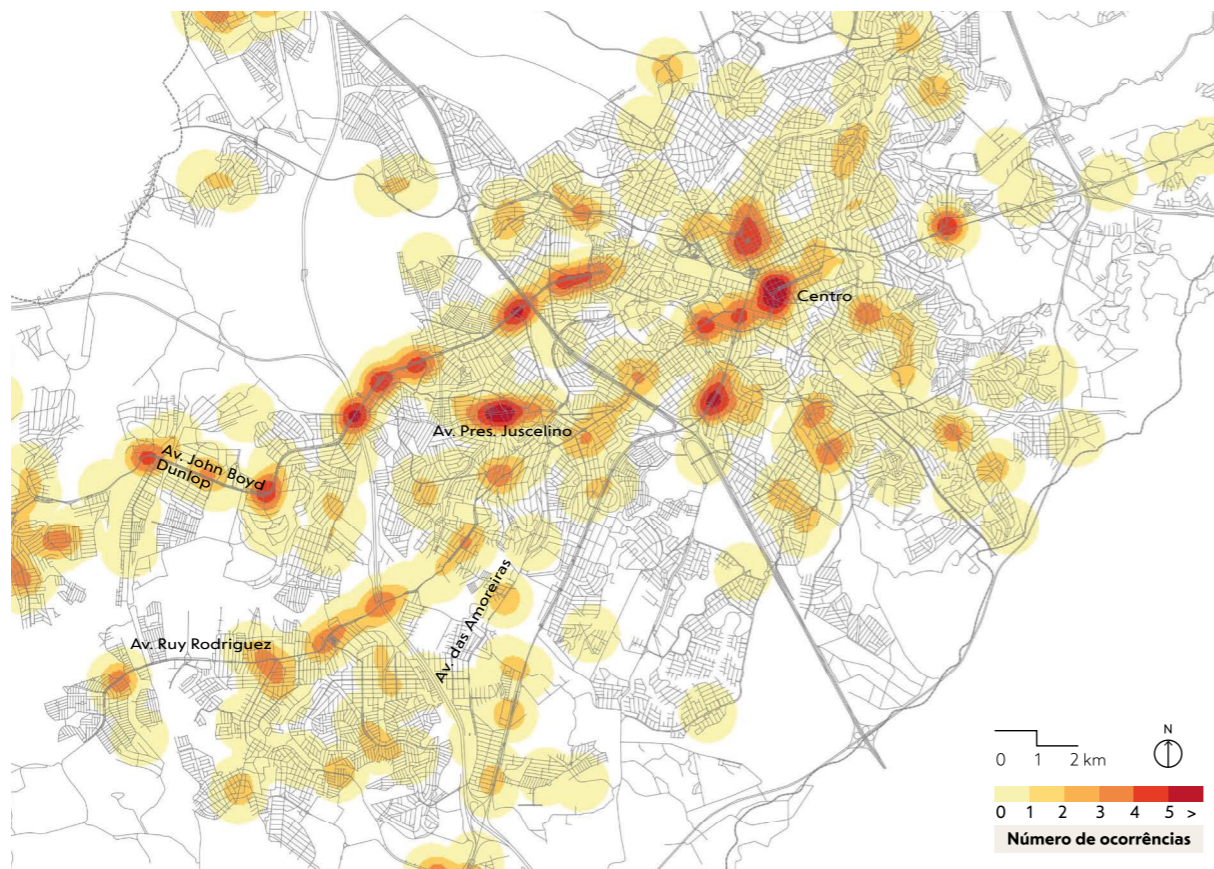 Centro
Av. Pres. Juscelino
Av. John Boyd
Dunlop
Av. das Amoreiras
Av. Ruy Rodriguez
N
0 1 2 km
0 1 2 3 4 5 >
Número de ocorrências